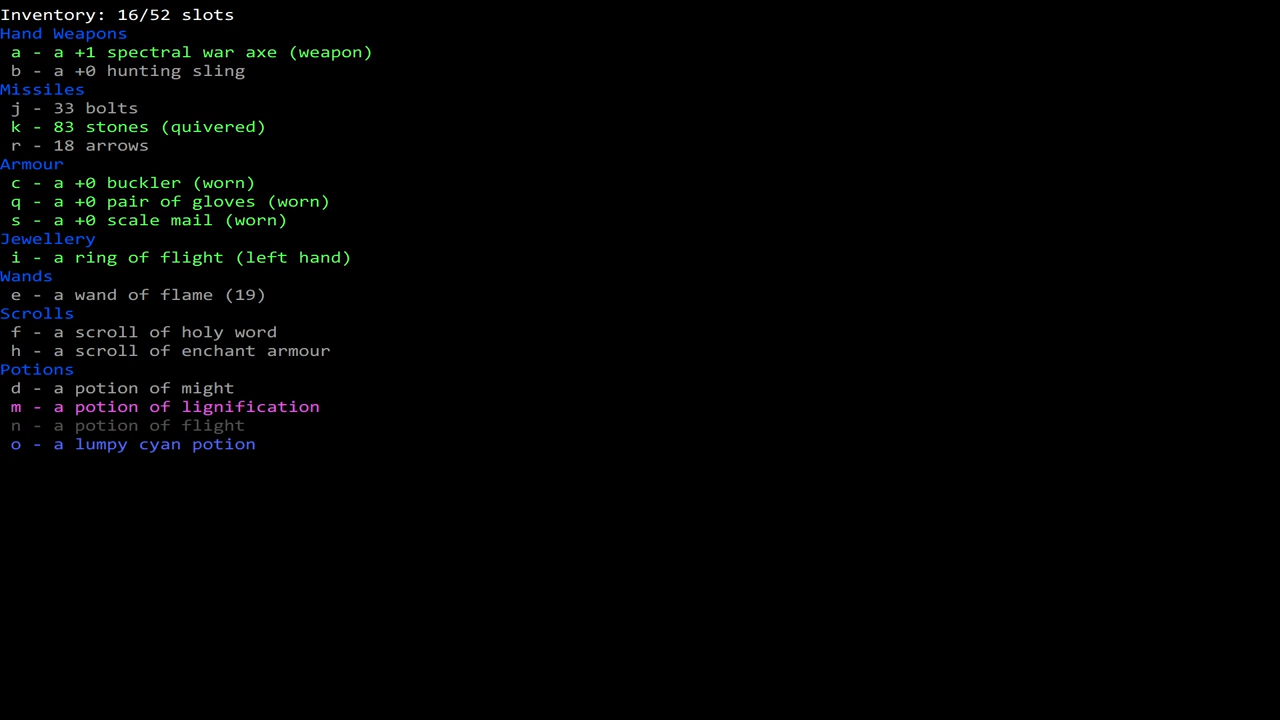 Inventory: 16/52 slots
Hand Weapons
a - a +1 spectral war axe (weapon)
b - a +0 hunting sling
Missiles
j - 33 bolts
k - 83 stones (quivered)
r - 18 arrows
Armour
c - a +0 buckler (worn)
q - a +0 pair of gloves (worn)
s - a +0 scale mail (worn)
Jewellery
i - a ring of flight (left hand)
Wands
e - a wand of flame (19)
Scrolls
f - a scroll of holy word
h - a scroll of enchant armour
Potions
d - a potion of might
m - a potion of lignification
n - a potion of flight
o - a lumpy cyan potion